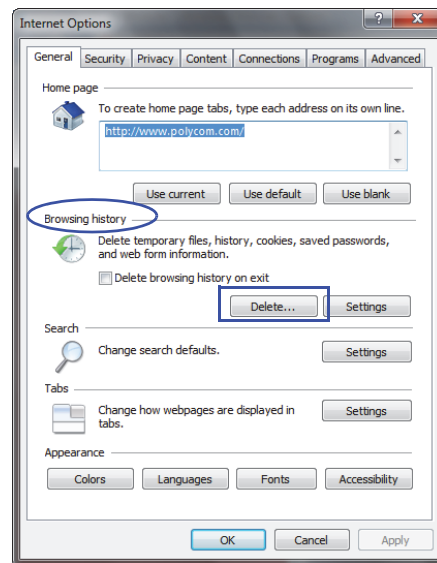 Internet Options
General Security Privacy Content Connections Programs Advanced
Home page
To create home page tabs, type each address on its own line.
http://www.polycom.com/
Use current Use default Use blank
Browsing history
Delete temporary files, history, cookies, saved passwords,
and web form information.
Delete browsing history on exit
Delete... Settings
Search
Change search defaults. Settings
Tabs
Change how webpages are displayed in
tabs. Settings
Appearance
Colors Languages Fonts Accessibility
OK Cancel Apply